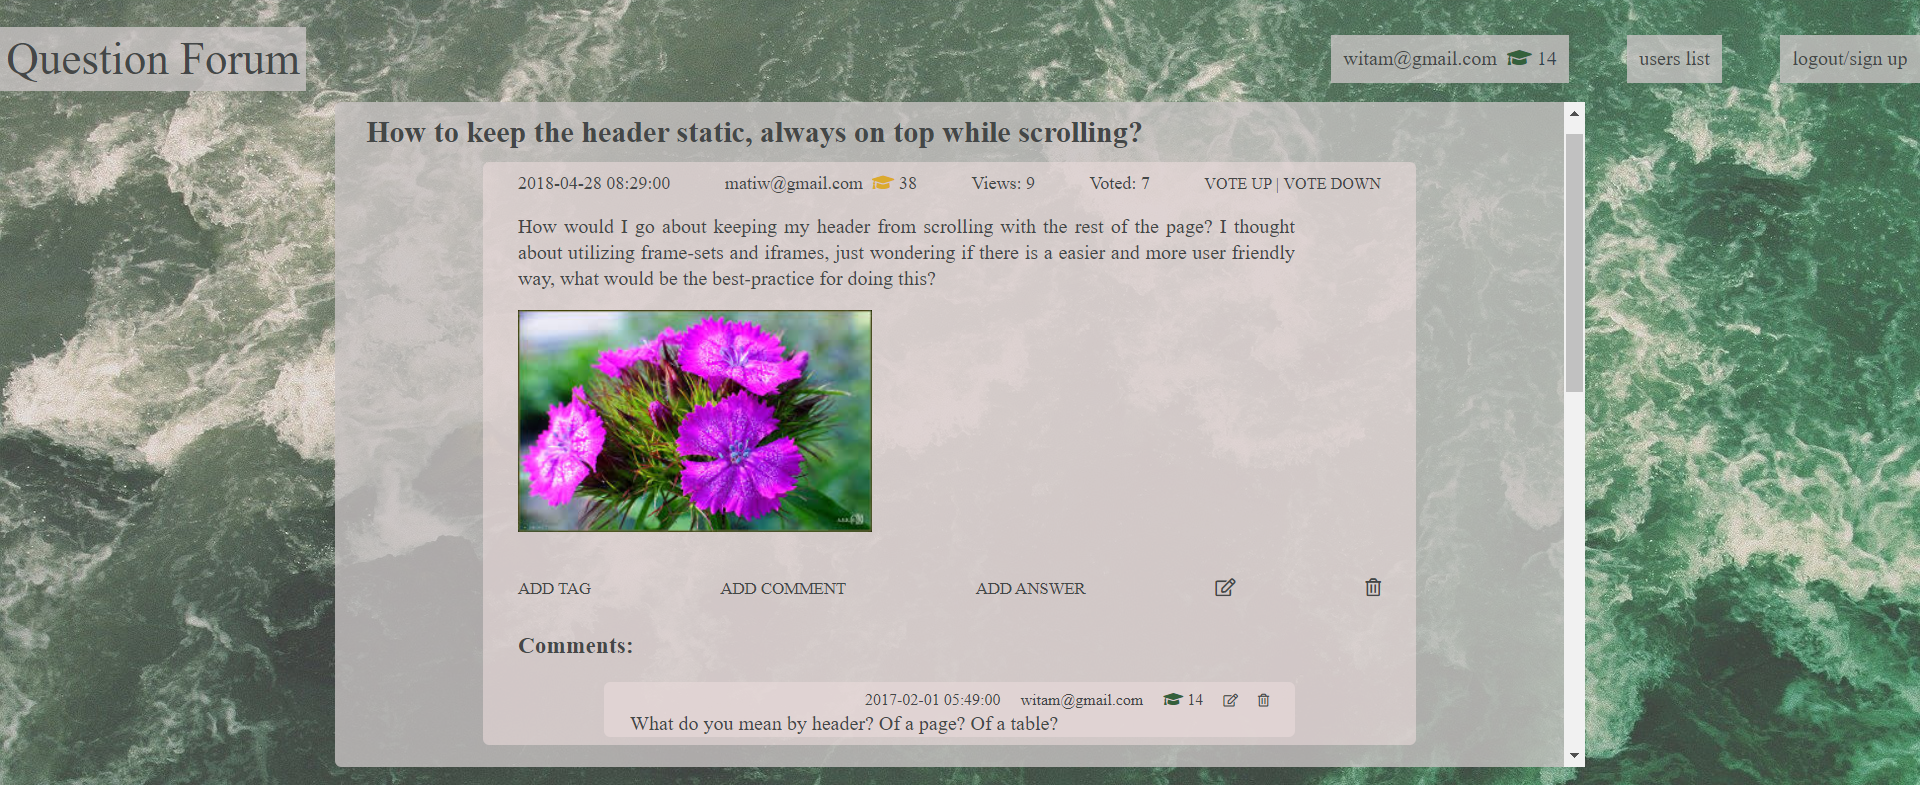 Question Forum
witam@gmail.com 14
users list
logout/sign up
How to keep the header static, always on top while scrolling?
2018-04-28 08:29:00 matiw@gmail.com 38 Views: 9 Voted: 7 VOTE UP | VOTE DOWN
How would I go about keeping my header from scrolling with the rest of the page? I thought
about utilizing frame-sets and iframes, just wondering if there is a easier and more user friendly
way, what would be the best-practice for doing this?
ADD TAG ADD COMMENT ADD ANSWER
Comments:
2017-02-01 05:49:00 witam@gmail.com 14
What do you mean by header? Of a page? Of a table?